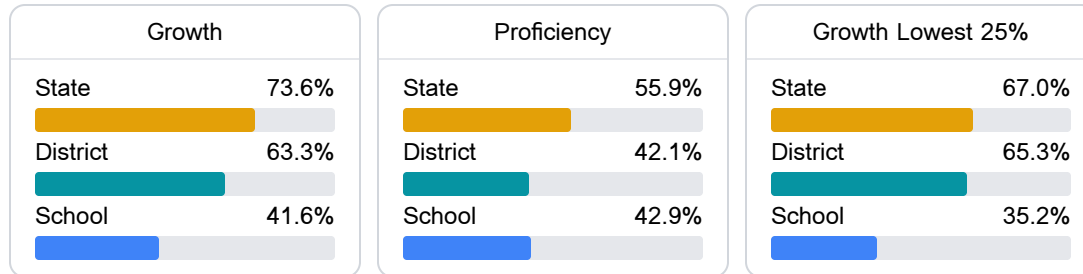 Growth
State 73.6%
District 63.3%
School 41.6%
Proficiency
State 55.9%
District 42.1%
School 42.9%
Growth Lowest 25%
State 67.0%
District 65.3%
School 35.2%